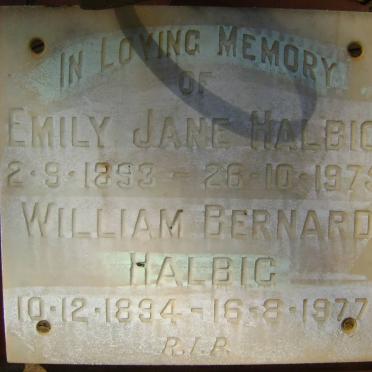 IN LOVING MEMORY
OF
EMILY JANE HALBIG
2·9·1893 - 26·10·1973
WILLIAM BERNARD
HALBIG
10·12·1894 - 16·8·1977
R.I.P.